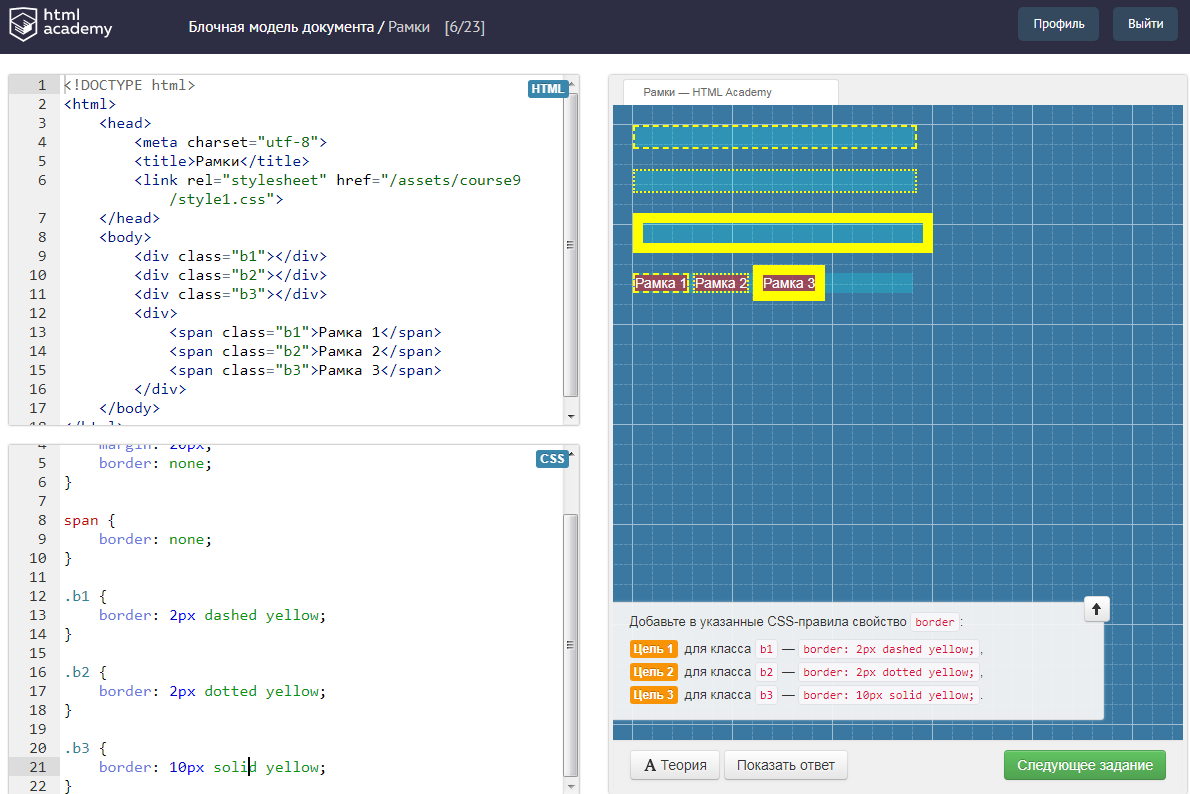 html
academy
Блочная модель документа / Рамки [6/23]
Профиль
Выйти
HTML
1 <!DOCTYPE html>
2 <html>
3 <head>
4 <meta charset="utf-8">
5 <title>Рамки</title>
6 <link rel="stylesheet" href="/assets/course9
/style1.css">
7 </head>
8 <body>
9 <div class="b1"></div>
10 <div class="b2"></div>
11 <div class="b3"></div>
12 <div>
13 <span class="b1">Рамка 1</span>
14 <span class="b2">Рамка 2</span>
15 <span class="b3">Рамка 3</span>
16 </div>
17 </body>
18 </html>
CSS
4 margin: 20px;
5 border: none;
6 }
7
8 span {
9 border: none;
10 }
11
12 .b1 {
13 border: 2px dashed yellow;
14 }
15
16 .b2 {
17 border: 2px dotted yellow;
18 }
19
20 .b3 {
21 border: 10px solid yellow;
22 }
Рамки — HTML Academy
Рамка 1 Рамка 2 Рамка 3
Добавьте в указанные CSS-правила свойство border :
Цель 1 для класса b1 — border: 2px dashed yellow; ,
Цель 2 для класса b2 — border: 2px dotted yellow; ,
Цель 3 для класса b3 — border: 10px solid yellow; .
A Теория
Показать ответ
Следующее задание